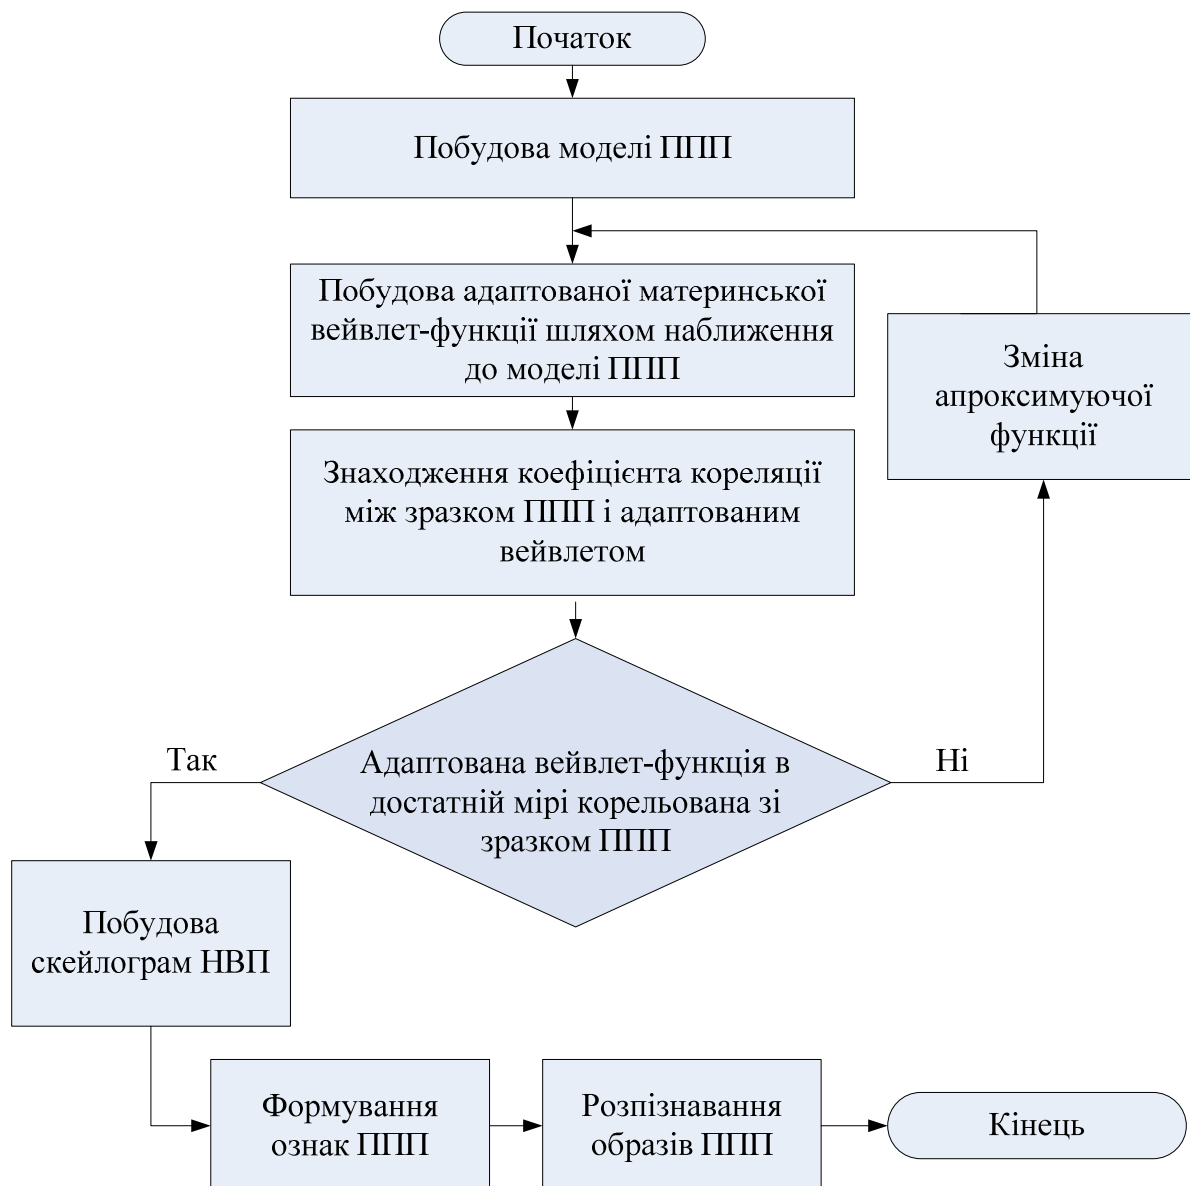 Початок
Побудова моделі ППП
Побудова адаптованої материнської
вейвлет-функції шляхом наближення
до моделі ППП
Зміна
апроксимуючої
функції
Знаходження коефіцієнта кореляції
між зразком ППП і адаптованим
вейвлетом
Так
Ні
Адаптована вейвлет-функція в
достатній мірі корельована зі
зразком ППП
Побудова
скейлограм НВП
Формування
ознак ППП
Розпізнавання
образів ППП
Кінець